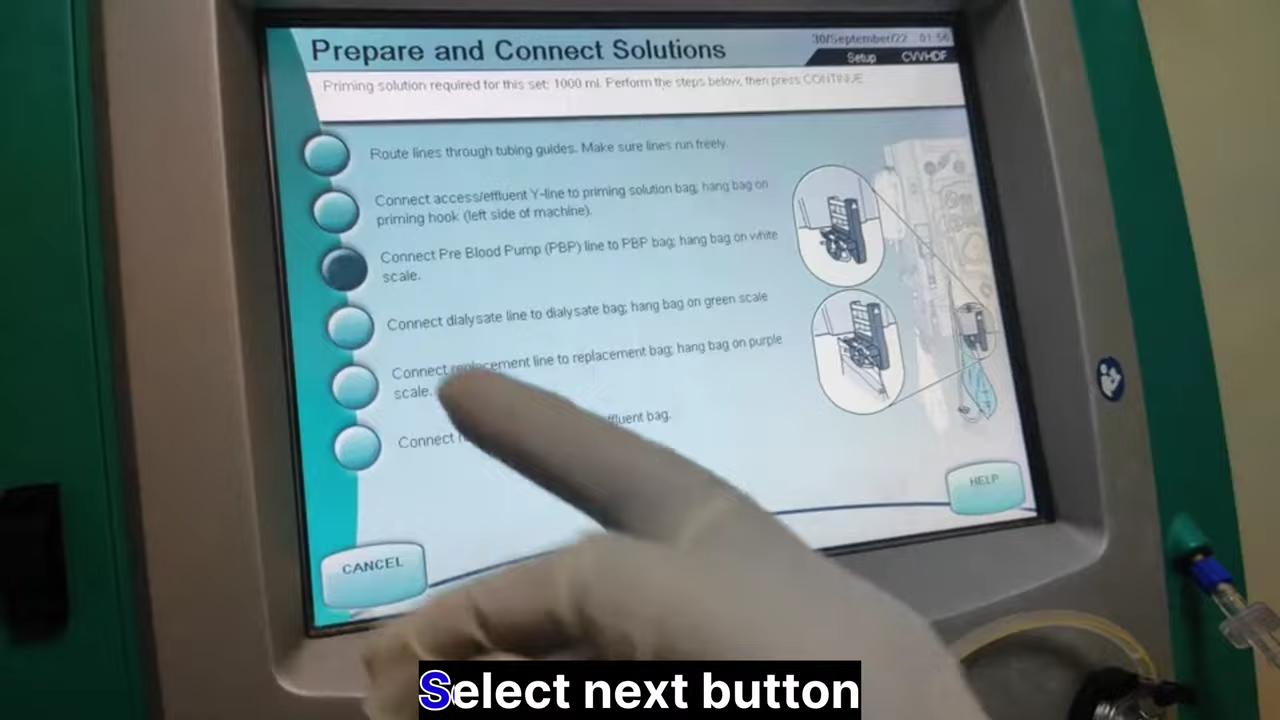 Prepare and Connect Solutions
30/September/22 01:56
Setup CVVHDF
Priming solution required for this set: 1000 ml. Perform the steps below, then press CONTINUE
Route lines through tubing guides. Make sure lines run freely.
Connect access/effluent Y-line to priming solution bag; hang bag on
priming hook (left side of machine).
Connect Pre Blood Pump (PBP) line to PBP bag; hang bag on white
scale.
Connect dialysate line to dialysate bag; hang bag on green scale
Connect replacement line to replacement bag; hang bag on purple
scale.
Connect effluent bag.
HELP
CANCEL
Select next button